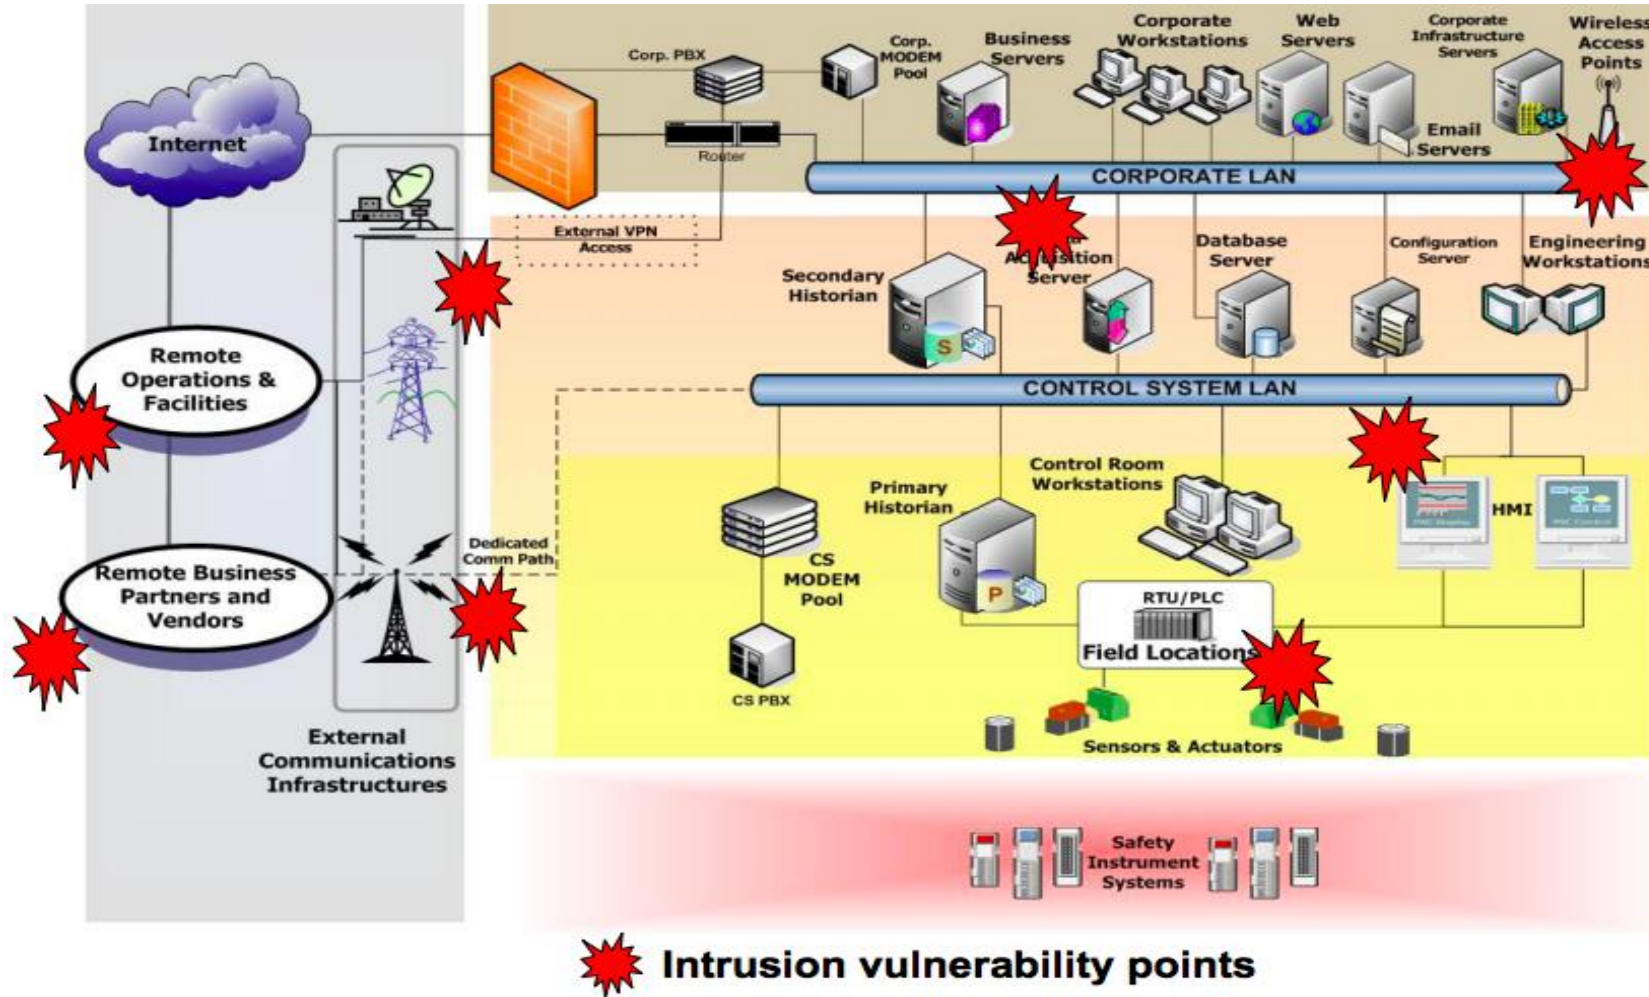 Corp. PBX
Corp.
MODEM
Pool
Business
Servers
Corporate
Workstations
Web
Servers
Corporate
Infrastructure
Servers
Wireless
Access
Points
Internet
Router
Email
Servers
CORPORATE LAN
External VPN
Access
Secondary
Historian
Acquisition
Server
Database
Server
Configuration
Server
Engineering
Workstations
Remote
Operations &
Facilities
S
CONTROL SYSTEM LAN
Control Room
Workstations
Primary
Historian
HMI
Dedicated
Comm Path
CS
MODEM
Pool
Remote Business
Partners and
Vendors
P
RTU/PLC
Field Locations
CS PBX
Sensors & Actuators
External
Communications
Infrastructures
Safety
Instrument
Systems
Intrusion vulnerability points